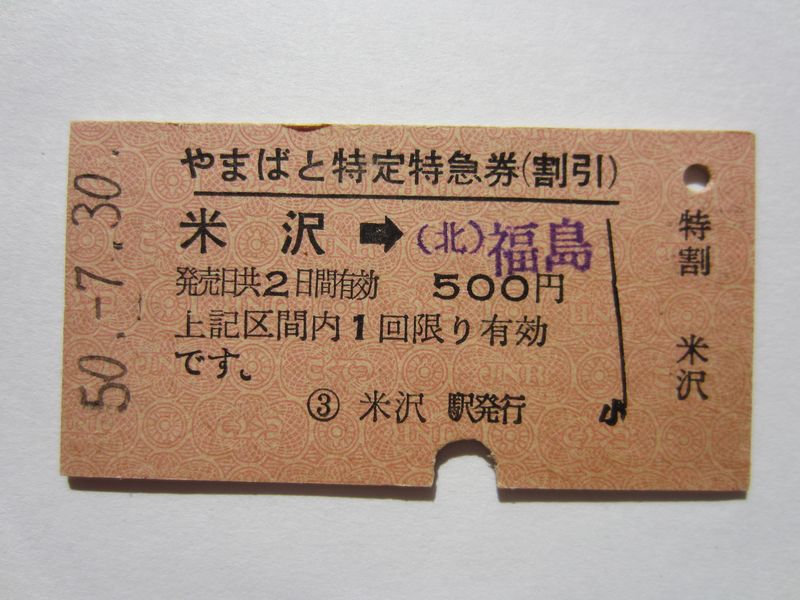 50.-7.30.
やまばと特定特急券(割引)
米沢➡(北)福島
発売日共2日間有効 500円
上記区間内1回限り有効
です。
③ 米沢 駅発行
小
特割 米沢